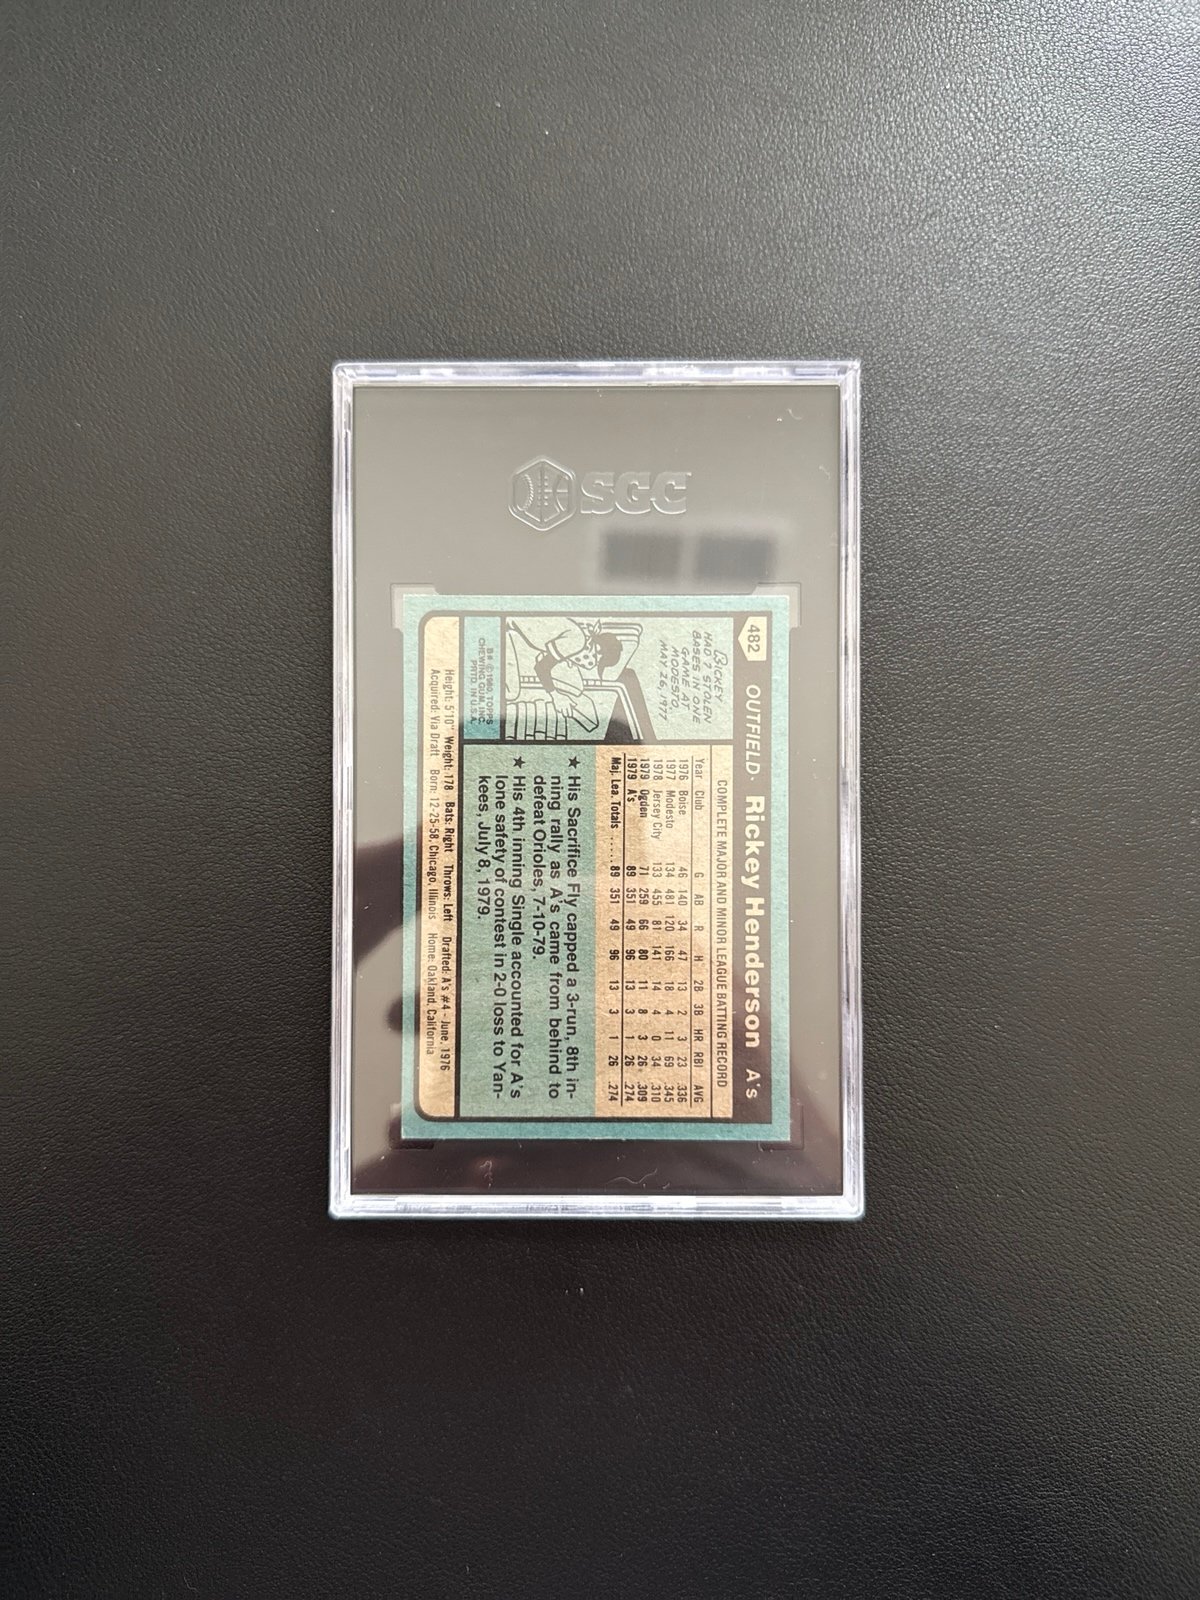 SGC
482 OUTFIELD· Rickey Henderson A's
RICKEY
HAD 7 STOLEN
BASES IN ONE
GAME AT
MODESTO,
MAY 26, 1977
B# ©1980, TOPPS
CHEWING GUM, INC.
PRTD. IN U.S.A.
COMPLETE MAJOR AND MINOR LEAGUE BATTING RECORD
Year Club G AB R H 2B 3B HR RBI AVG
1976 Boise 46 140 34 47 13 2 3 23 .336
1977 Modesto 134 481 120 166 18 4 11 69 .345
1978 Jersey City 133 455 81 141 14 4 0 34 .310
1979 Ogden 71 259 66 80 11 8 3 26 .309
1979 A's 89 351 49 96 13 3 1 26 .274
Maj. Lea. Totals ..... 89 351 49 96 13 3 1 26 .274
★ His Sacrifice Fly capped a 3-run, 8th in-
ning rally as A's came from behind to
defeat Orioles, 7-10-79.
★ His 4th inning Single accounted for A's
lone safety of contest in 2-0 loss to Yan-
kees, July 8, 1979.
Height: 5'10" Weight: 178 Bats: Right Throws: Left Drafted: A's #4 - June, 1976
Acquired: Via Draft Born: 12-25-58, Chicago, Illinois Home: Oakland, California